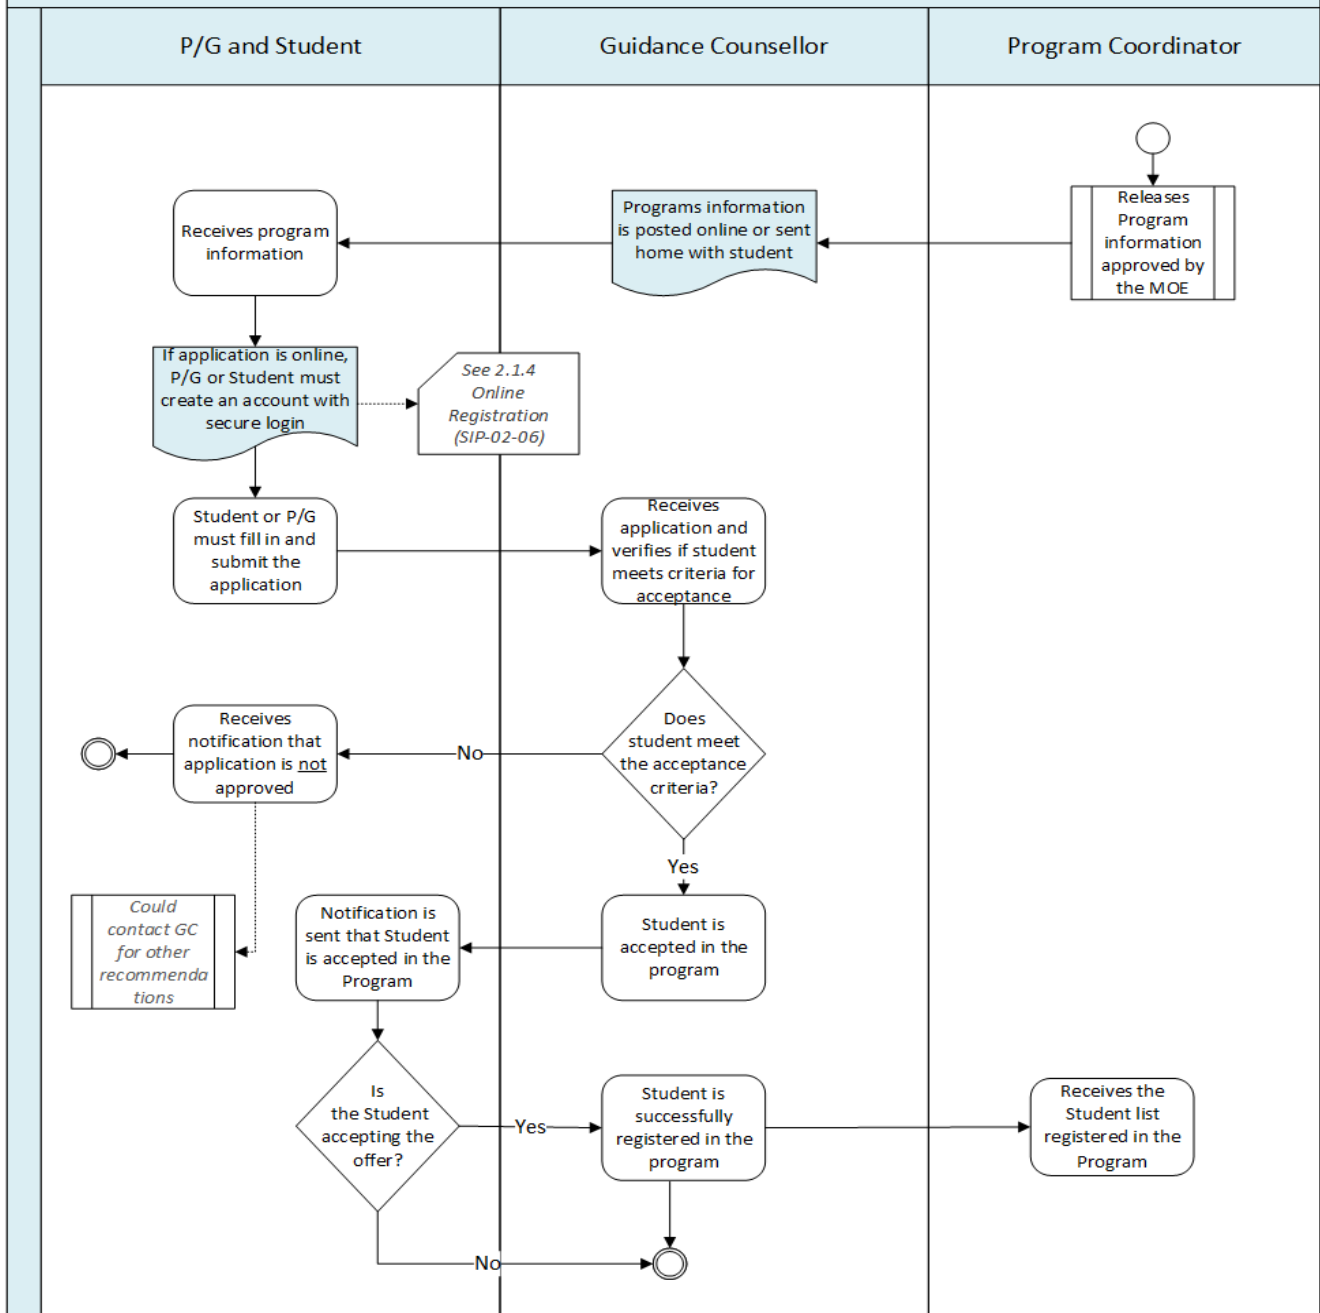 P/G and Student
Guidance Counsellor
Program Coordinator
Releases
Program
information
approved by
the MOE
Programs information
is posted online or sent
home with student
Receives program
information
If application is online,
P/G or Student must
create an account with
secure login
See 2.1.4
Online
Registration
(SIP-02-06)
Student or P/G
must fill in and
submit the
application
Receives
application and
verifies if student
meets criteria for
acceptance
Does
student meet
the acceptance
criteria?
No
Receives
notification that
application is not
approved
Could
contact GC
for other
recommenda
tions
Yes
Student is
accepted in the
program
Notification is
sent that Student
is accepted in the
Program
Is
the Student
accepting the
offer?
Yes
Student is
successfully
registered in the
program
Receives the
Student list
registered in the
Program
No